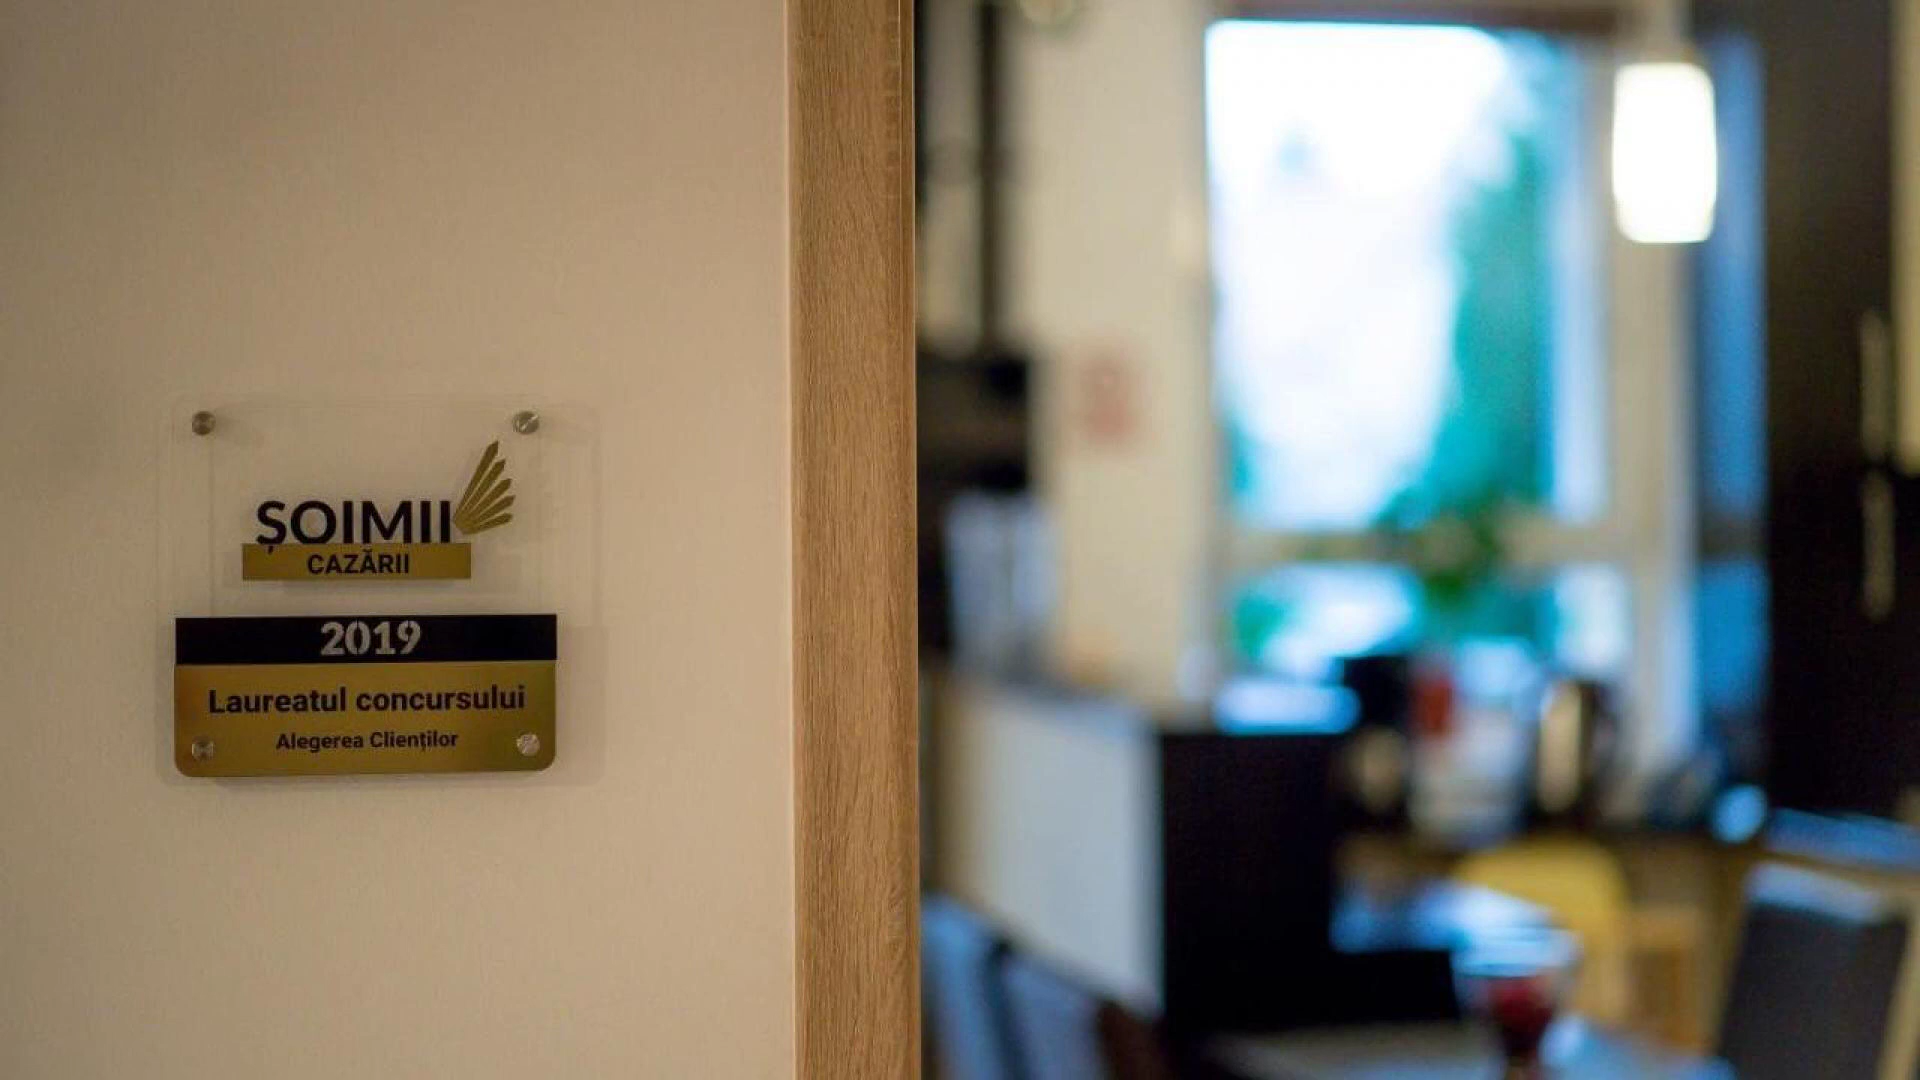 ȘOIMII
CAZĂRII
2019
Laureatul concursului
Alegerea Clienților